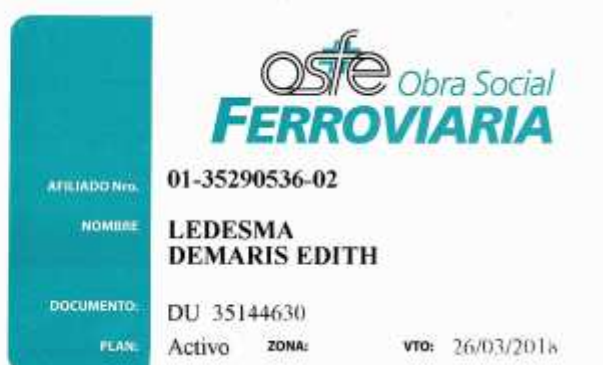 osfe Obra Social
FERROVIARIA
AFILIADO Nro. 01-35290536-02
NOMBRE LEDESMA
DEMARIS EDITH
DOCUMENTO: DU 35144630
PLAN: Activo ZONA: VTO: 26/03/2018